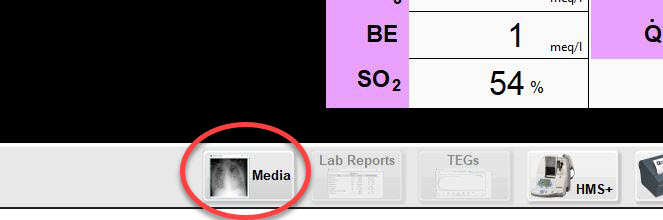 meq/l
BE 1 meq/l Q̇
SO₂ 54 %
Media Lab Reports TEGs HMS+